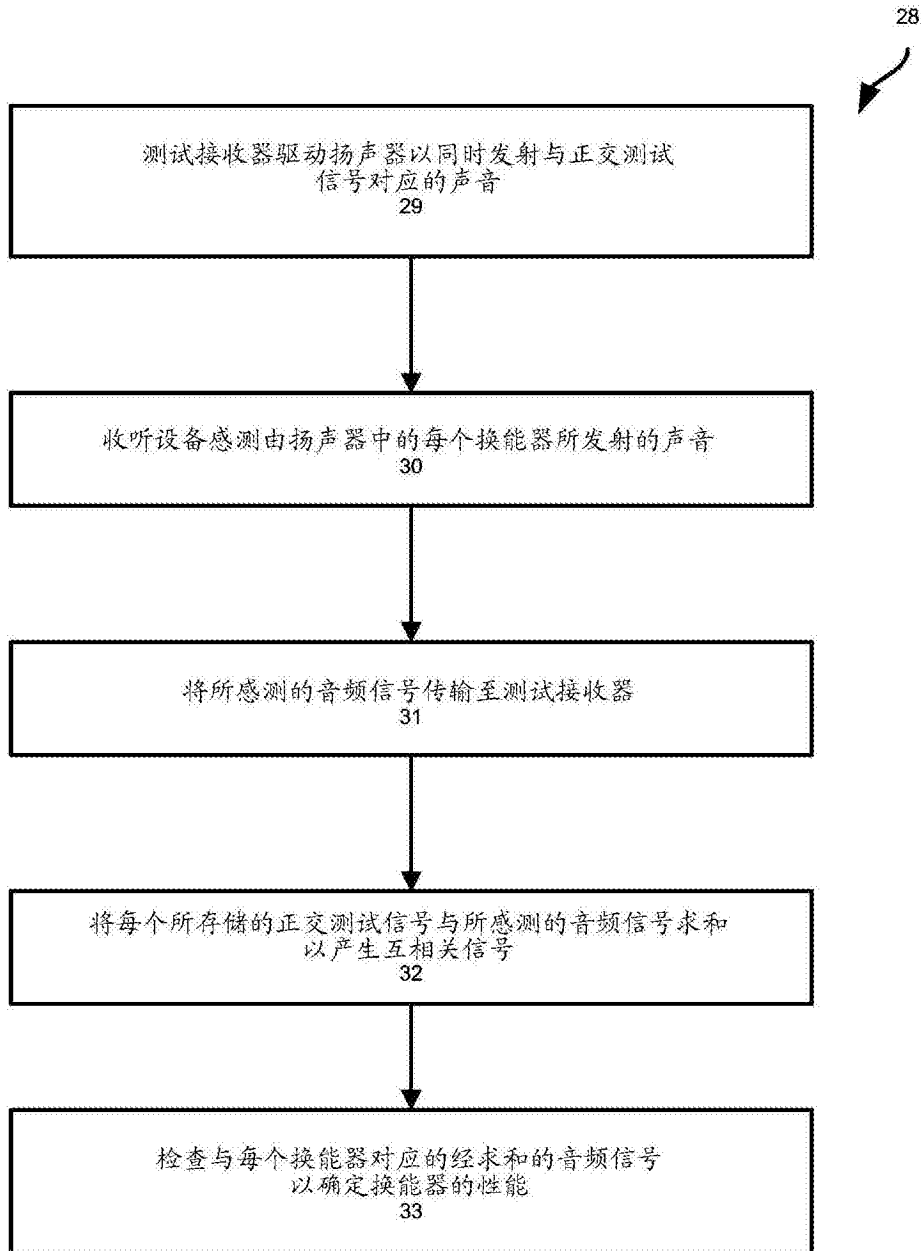 28
测试接收器驱动扬声器以同时发射与正交测试
信号对应的声音
29
收听设备感测由扬声器中的每个换能器所发射的声音
30
将所感测的音频信号传输至测试接收器
31
将每个所存储的正交测试信号与所感测的音频信号求和
以产生互相关信号
32
检查与每个换能器对应的经求和的音频信号
以确定换能器的性能
33